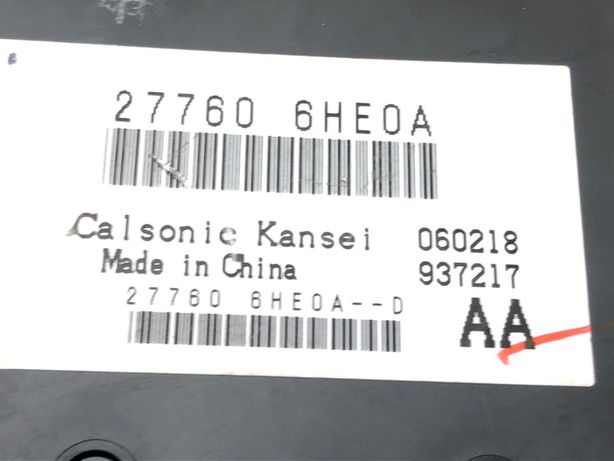 27760 6HE0A
Calsonic Kansei 060218
Made in China 937217
27760 6HE0A--D
AA